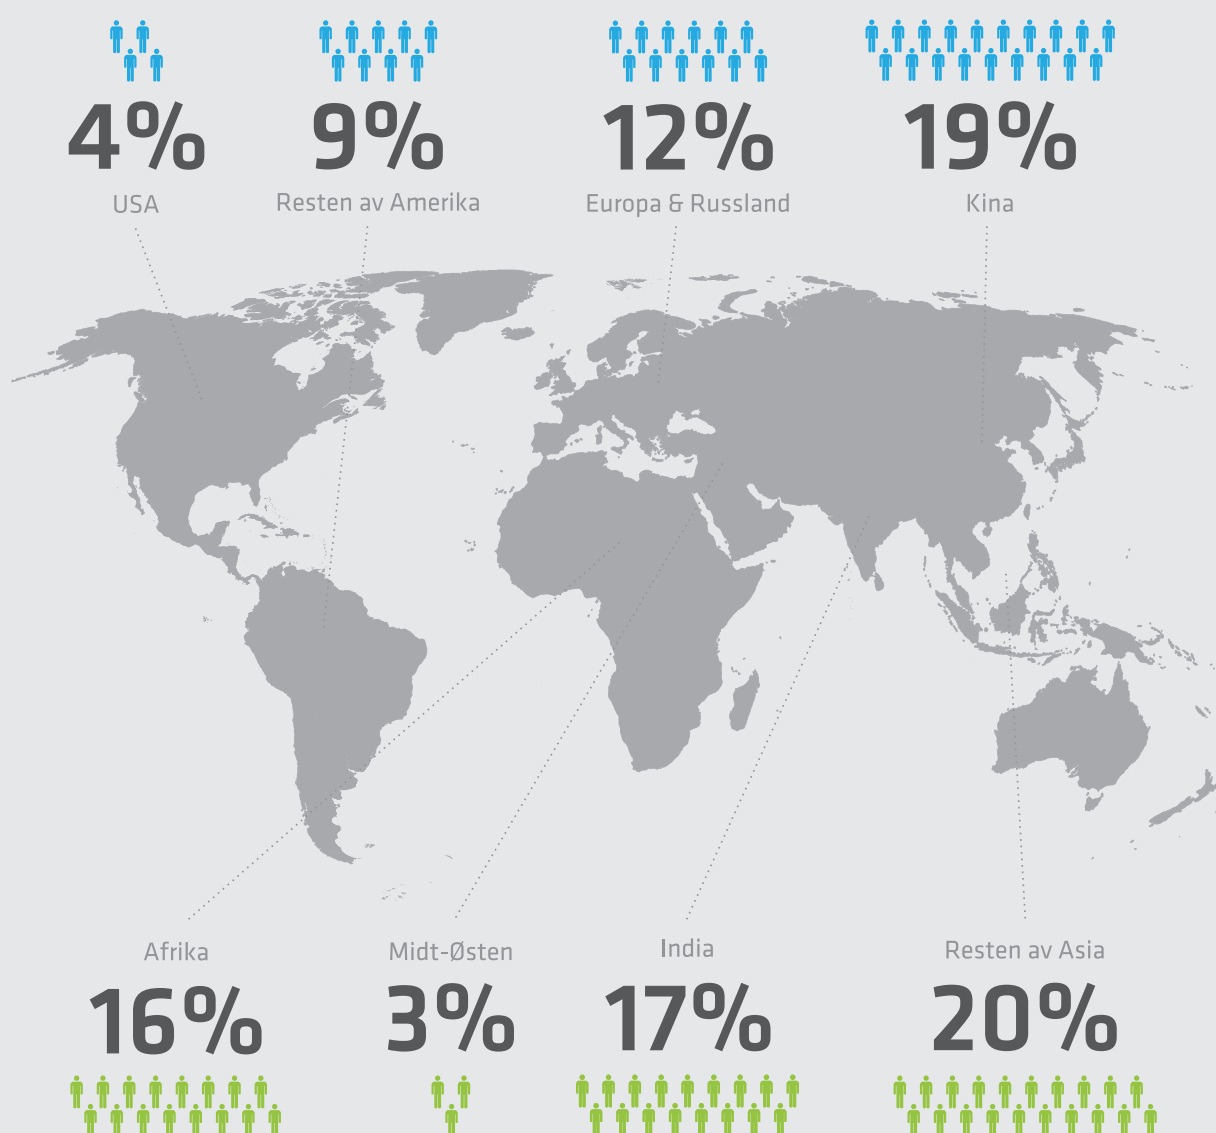 4%
9%
12%
19%
USA
Resten av Amerika
Europa & Russland
Kina
Afrika
Midt-Østen
India
Resten av Asia
16%
3%
17%
20%